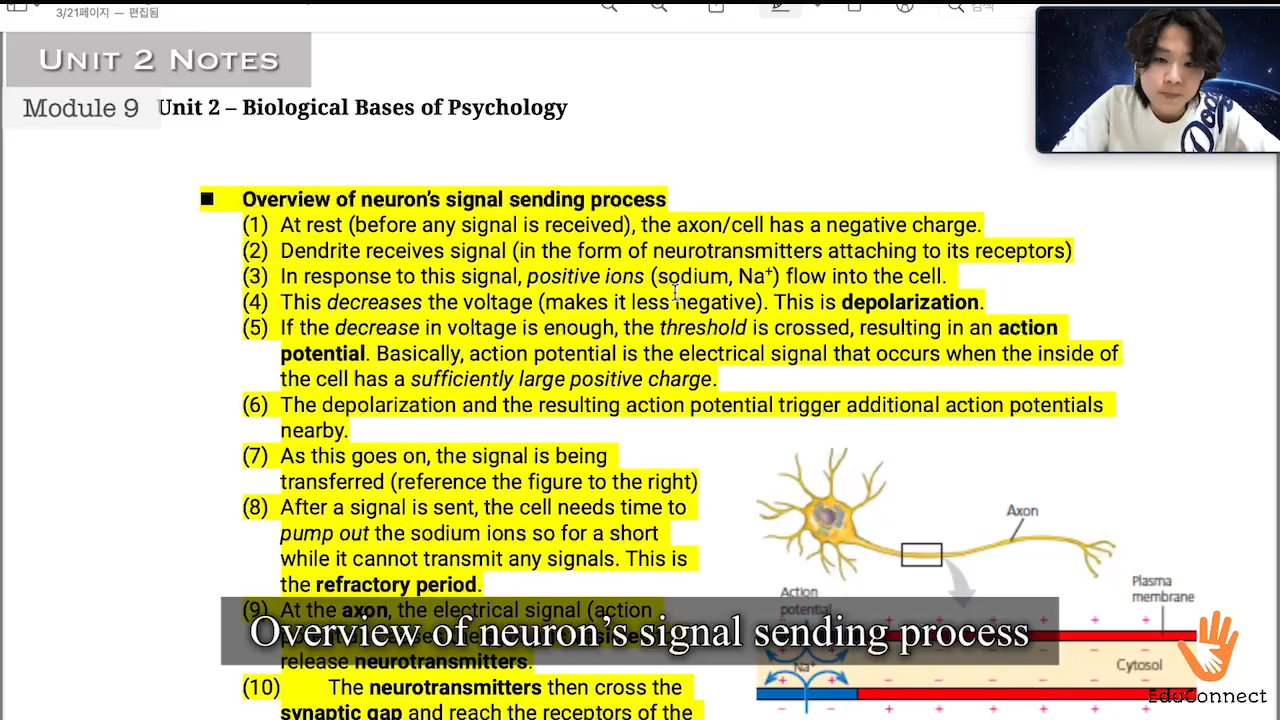 3/21페이지 — 편집됨
검색
UNIT 2 NOTES
Module 9 Unit 2 – Biological Bases of Psychology
■ Overview of neuron's signal sending process
(1) At rest (before any signal is received), the axon/cell has a negative charge.
(2) Dendrite receives signal (in the form of neurotransmitters attaching to its receptors)
(3) In response to this signal, positive ions (sodium, Na⁺) flow into the cell.
(4) This decreases the voltage (makes it less negative). This is depolarization.
(5) If the decrease in voltage is enough, the threshold is crossed, resulting in an action
potential. Basically, action potential is the electrical signal that occurs when the inside of
the cell has a sufficiently large positive charge.
(6) The depolarization and the resulting action potential trigger additional action potentials
nearby.
(7) As this goes on, the signal is being
transferred (reference the figure to the right)
(8) After a signal is sent, the cell needs time to
pump out the sodium ions so for a short
while it cannot transmit any signals. This is
the refractory period.
(9) At the axon, the electrical signal (action
release neurotransmitters.
(10) The neurotransmitters then cross the
synaptic gap and reach the receptors of the
Axon
Action
potential
Plasma
membrane
Na⁺
Cytosol
Overview of neuron's signal sending process
EduConnect